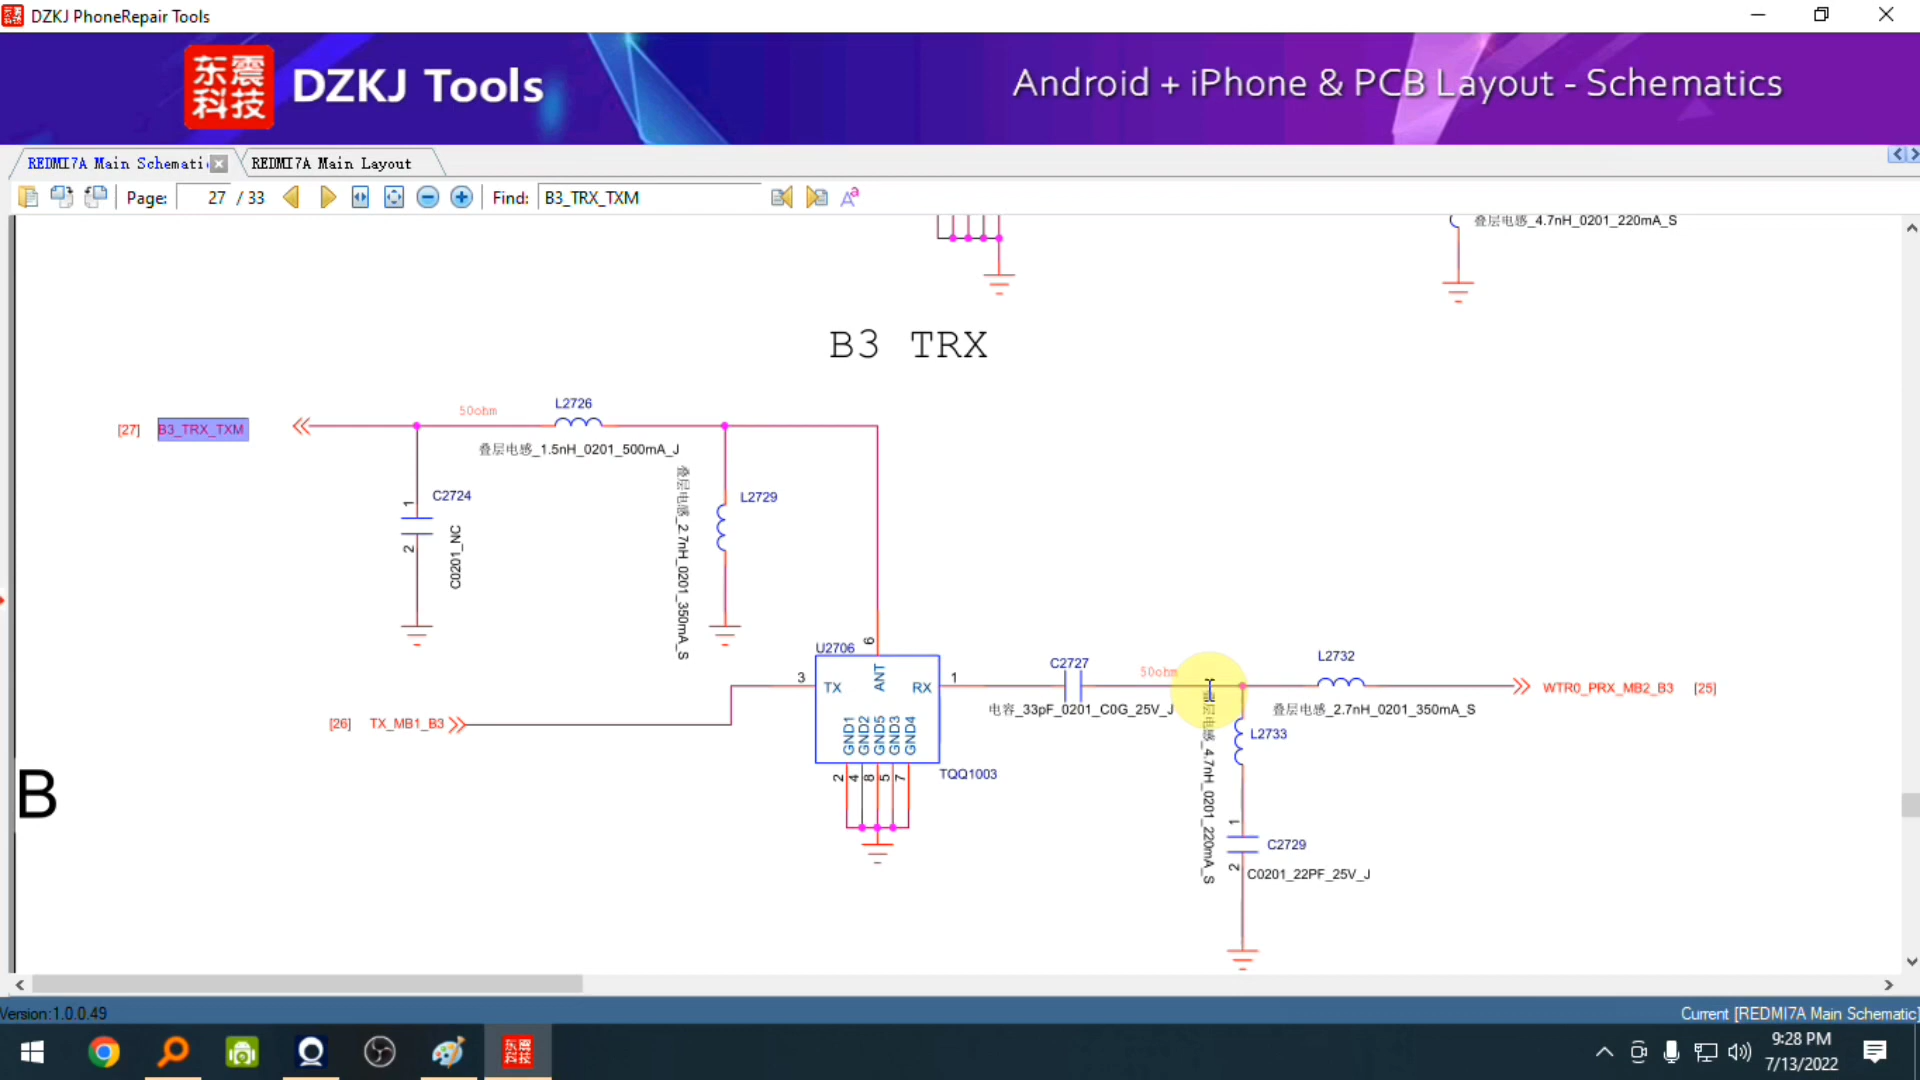 DZKJ PhoneRepair Tools
东震科技
DZKJ Tools
Android + iPhone & PCB Layout - Schematics
REDMI7A Main Schemati
REDMI7A Main Layout
Page: 27 / 33
Find: B3_TRX_TXM
叠层电感_4.7nH_0201_220mA_S
B3 TRX
[27] B3_TRX_TXM
50ohm
L2726
叠层电感_1.5nH_0201_500mA_J
1
C2724
2
C0201_NC
叠层电感_2.7nH_0201_350mA_S
L2729
U2706
6
3
TX
ANT
RX
1
GND1
GND2
GND5
GND3
GND4
2
4
8
5
7
TQQ1003
[26] TX_MB1_B3
C2727
50ohm
电容_33pF_0201_C0G_25V_J
L2732
叠层电感_2.7nH_0201_350mA_S
WTR0_PRX_MB2_B3 [25]
叠层电感_4.7nH_0201_220mA_S
L2733
1
C2729
2
C0201_22PF_25V_J
B
Version:1.0.0.49
Current [REDMI7A Main Schematic]
东震科技
9:28 PM
7/13/2022